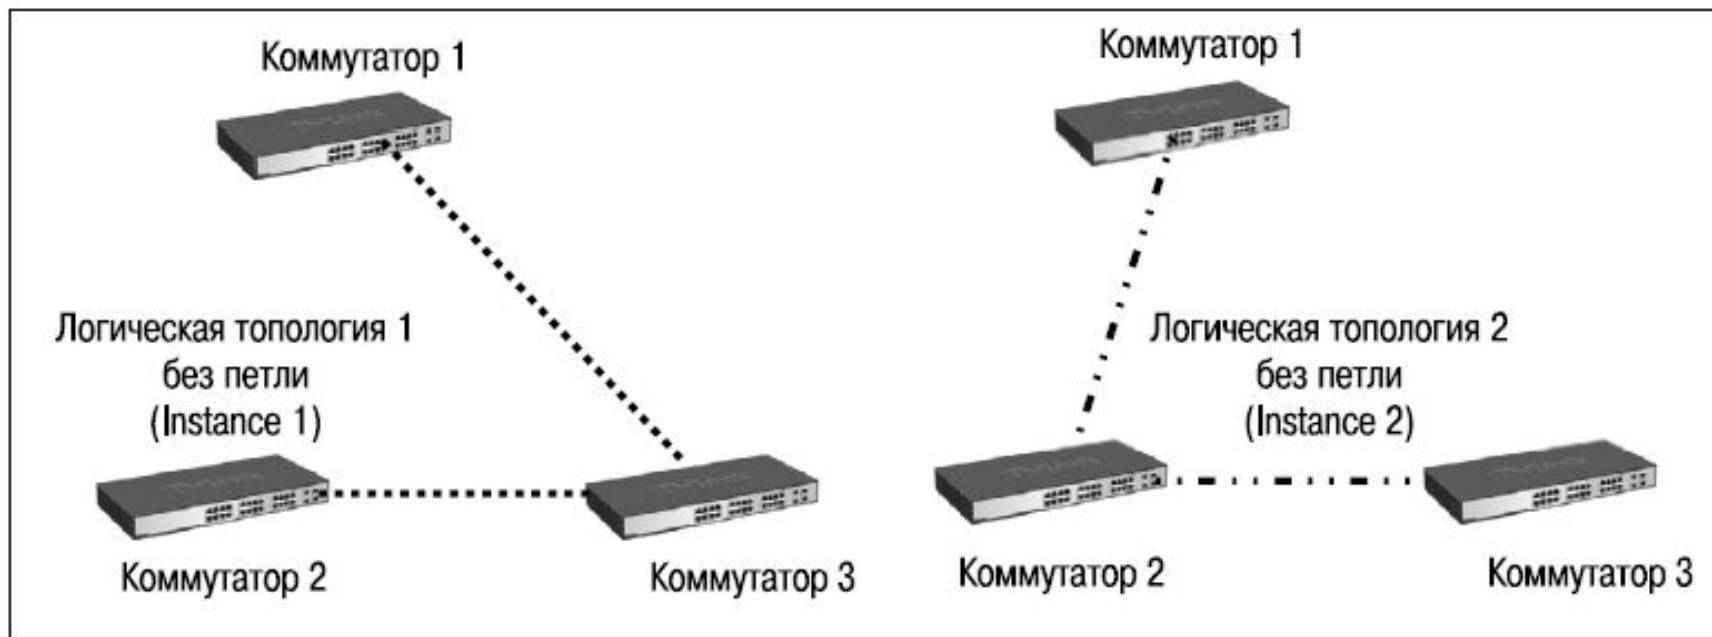 Коммутатор 1
Логическая топология 1
без петли
(Instance 1)
Коммутатор 2
Коммутатор 3
Коммутатор 1
Логическая топология 2
без петли
(Instance 2)
Коммутатор 2
Коммутатор 3